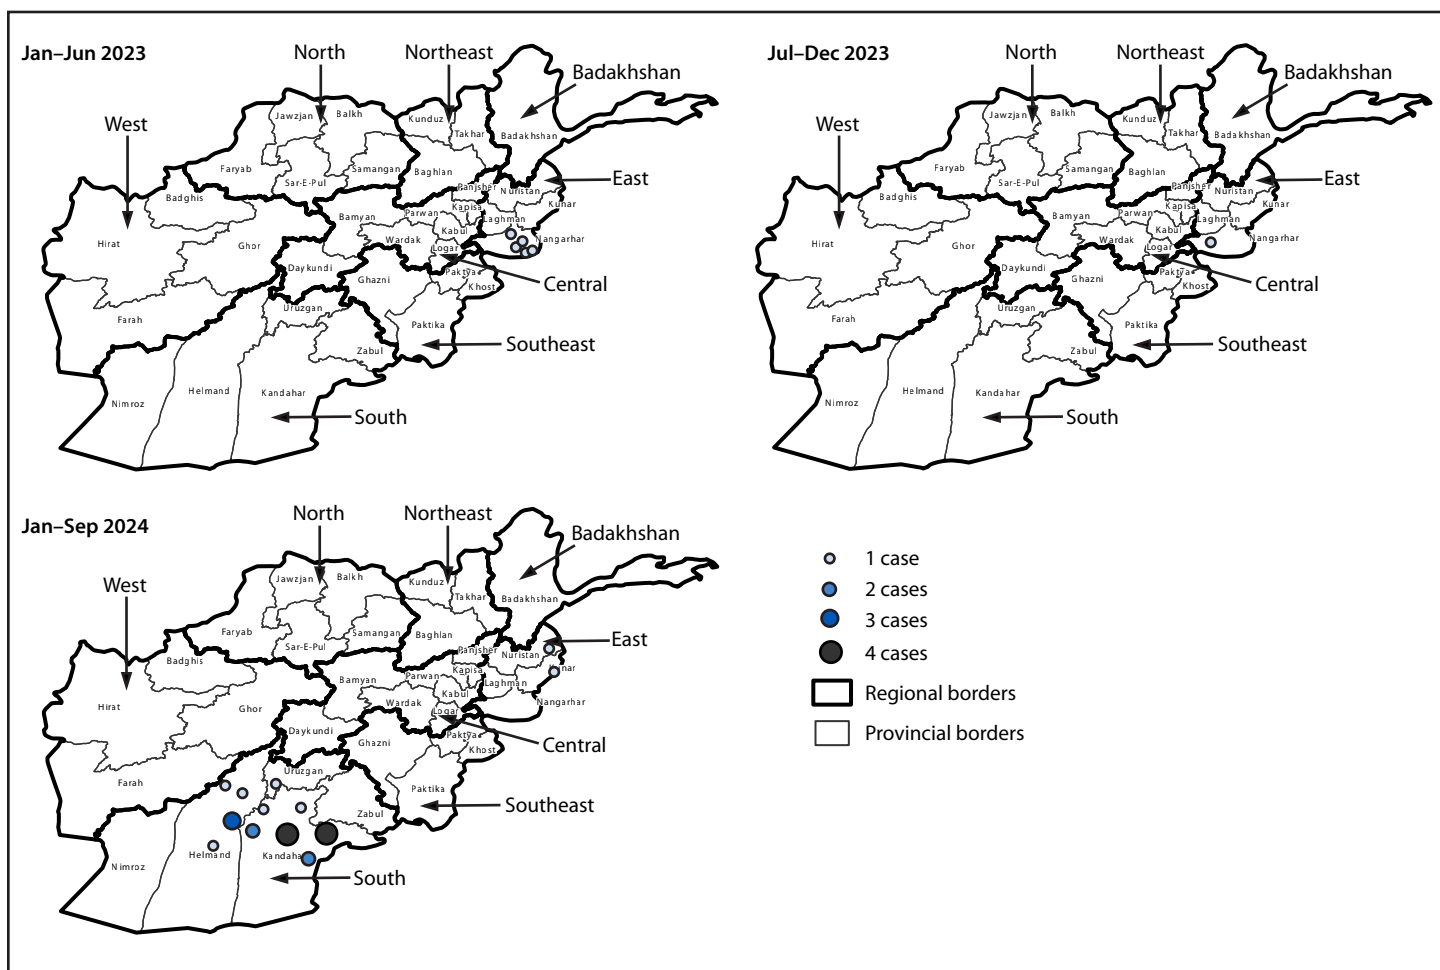 Jan–Jun 2023
North
Northeast
Badakhshan
West
East
Central
Southeast
South
Jawzjan
Balkh
Kunduz
Takhar
Badakhshan
Faryab
Sar-E-Pul
Samangan
Baghlan
Badghis
Panjsher
Nuristan
Kunar
Bamyan
Parwan
Kapisa
Laghman
Hirat
Ghor
Wardak
Kabul
Nangarhar
Logar
Daykundi
Ghazni
Paktya
Khost
Farah
Uruzgan
Paktika
Zabul
Nimroz
Helmand
Kandahar
Jul–Dec 2023
North
Northeast
Badakhshan
West
East
Central
Southeast
South
Jawzjan
Balkh
Kunduz
Takhar
Badakhshan
Faryab
Sar-E-Pul
Samangan
Baghlan
Badghis
Panjsher
Nuristan
Kunar
Bamyan
Parwan
Kapisa
Laghman
Hirat
Ghor
Wardak
Kabul
Nangarhar
Logar
Daykundi
Ghazni
Paktya
Khost
Farah
Uruzgan
Paktika
Zabul
Nimroz
Helmand
Kandahar
Jan–Sep 2024
North
Northeast
Badakhshan
West
East
Central
Southeast
South
Jawzjan
Balkh
Kunduz
Takhar
Badakhshan
Faryab
Sar-E-Pul
Samangan
Baghlan
Badghis
Panjsher
Nuristan
Bamyan
Parwan
Kapisa
Laghman
Hirat
Ghor
Wardak
Kabul
Nangarhar
Logar
Daykundi
Ghazni
Paktya
Khost
Farah
Uruzgan
Paktika
Zabul
Nimroz
Helmand
1 case
2 cases
3 cases
4 cases
Regional borders
Provincial borders